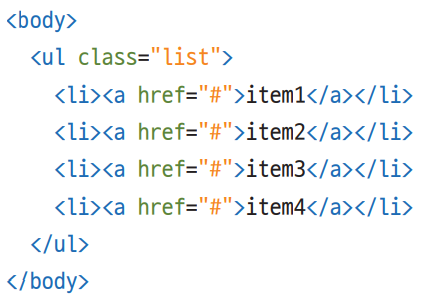 <body>
  <ul class="list">
    <li><a href="#">item1</a></li>
    <li><a href="#">item2</a></li>
    <li><a href="#">item3</a></li>
    <li><a href="#">item4</a></li>
  </ul>
</body>